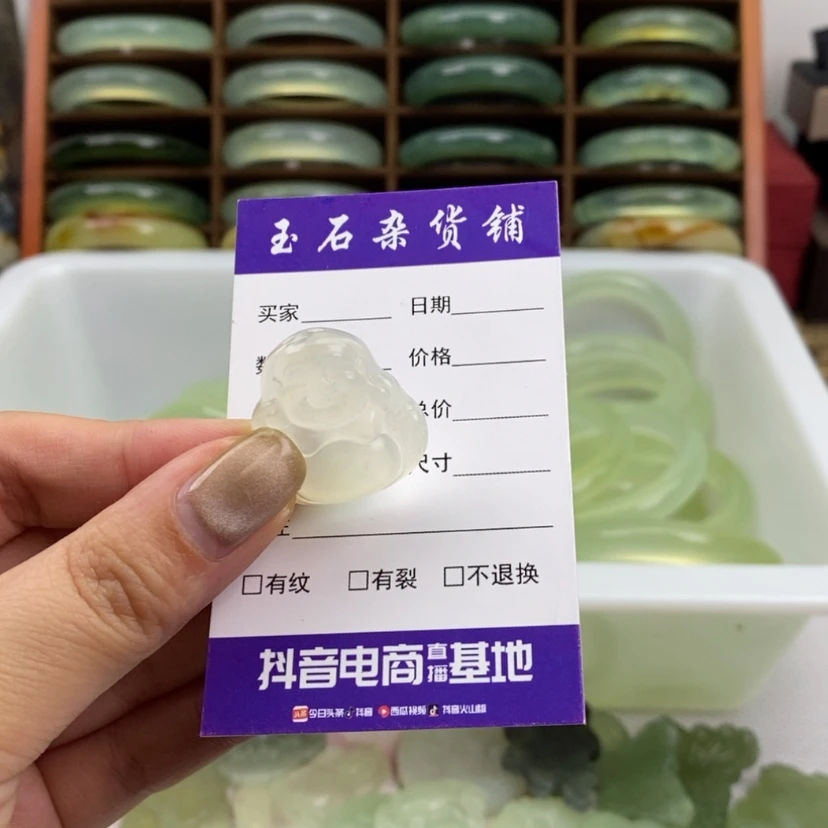 玉石杂货铺
买家 日期
价格
总价
尺寸
有纹 有裂 不退换
抖音电商直播基地
今日头条 抖音 西瓜视频 抖音火山版